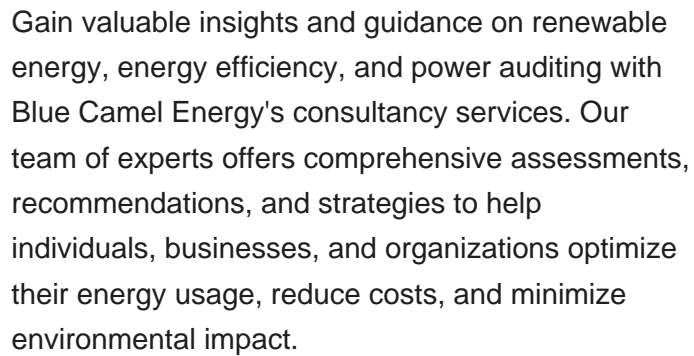 Gain valuable insights and guidance on renewable
energy, energy efficiency, and power auditing with
Blue Camel Energy's consultancy services. Our
team of experts offers comprehensive assessments,
recommendations, and strategies to help
individuals, businesses, and organizations optimize
their energy usage, reduce costs, and minimize
environmental impact.